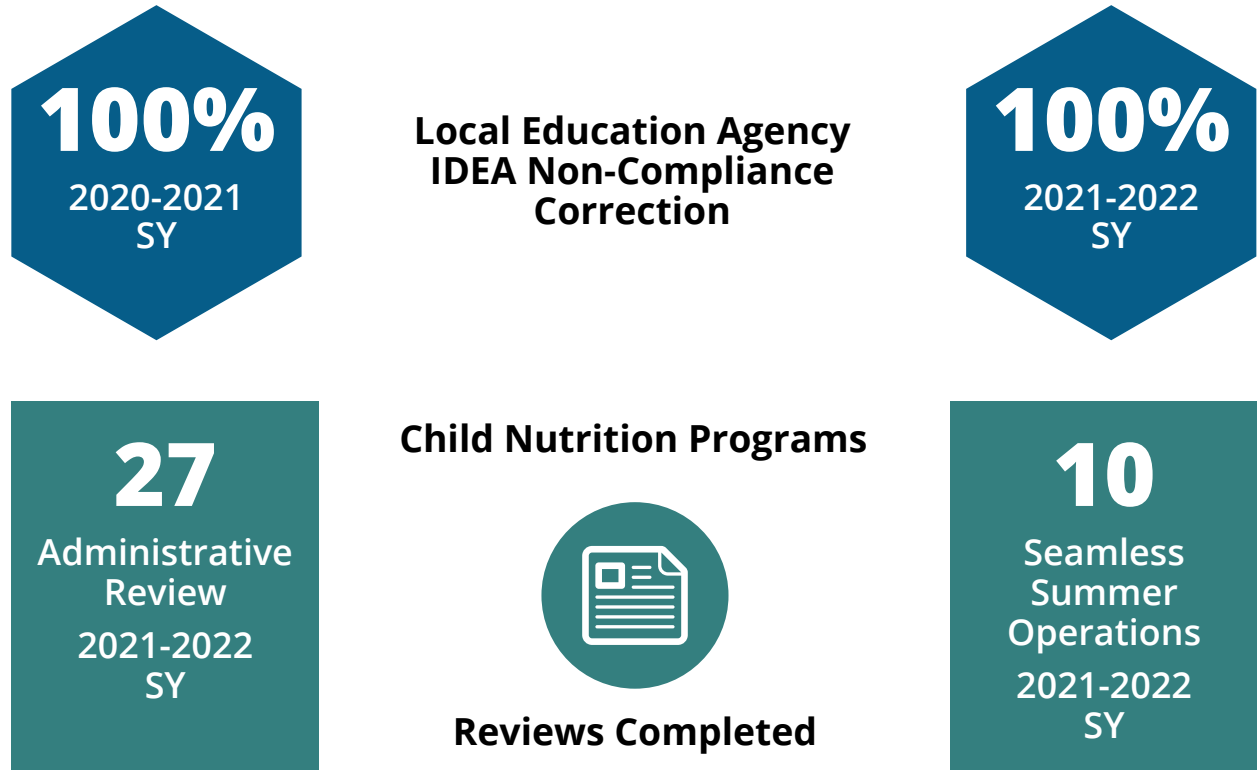 100%
2020-2021
SY
Local Education Agency
IDEA Non-Compliance
Correction
100%
2021-2022
SY
27
Administrative
Review
2021-2022
SY
Child Nutrition Programs
Reviews Completed
10
Seamless
Summer
Operations
2021-2022
SY